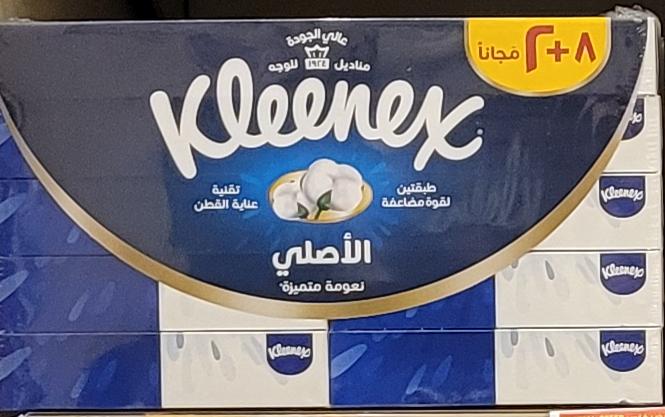 عالي الجودة
مناديل ١٩٢٤ للوجه
٨+٢ مجاناً
Kleenex
طبقتين
لقوة مضاعفة
تقنية
عناية القطن
الأصلي
نعومة متميزة*
Kleenex
Kleenex
Kleenex
Kleenex